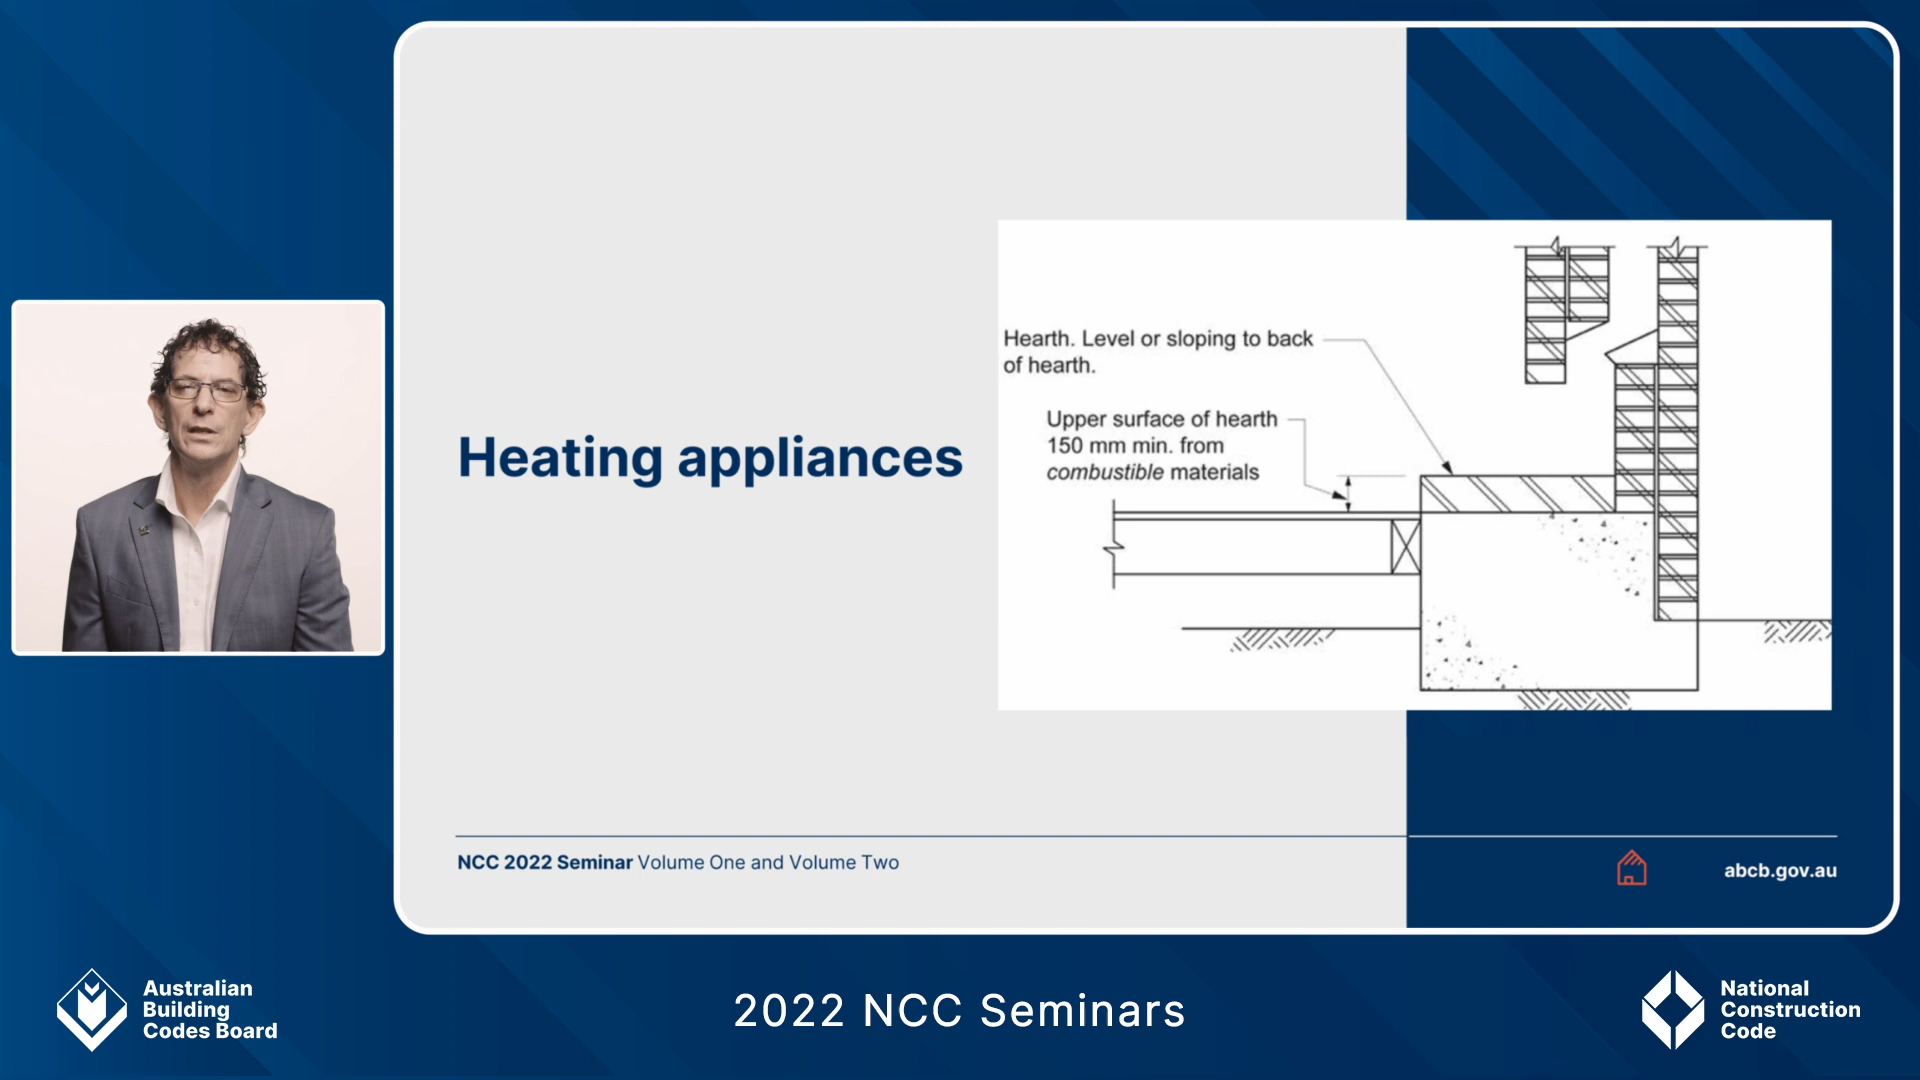 Hearth. Level or sloping to back
of hearth.
Upper surface of hearth
150 mm min. from
combustible materials
Heating appliances
NCC 2022 Seminar Volume One and Volume Two
abcb.gov.au
Australian
Building
Codes Board
2022 NCC Seminars
National
Construction
Code